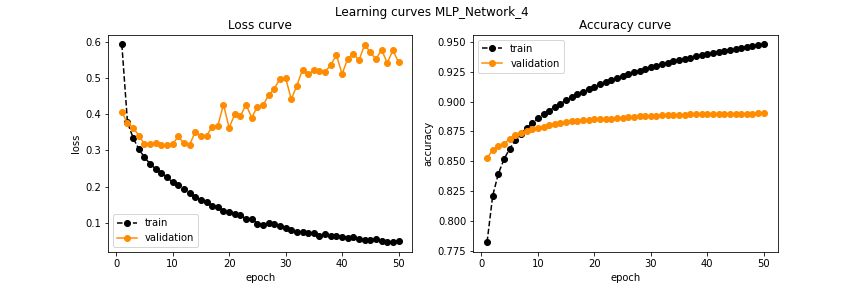 Learning curves MLP_Network_4
Loss curve
0.6
0.5
0.4
0.3
0.2
0.1
loss
train
validation
0
10
20
30
40
50
epoch
Accuracy curve
0.950
0.925
0.900
0.875
0.850
0.825
0.800
0.775
accuracy
train
validation
0
10
20
30
40
50
epoch